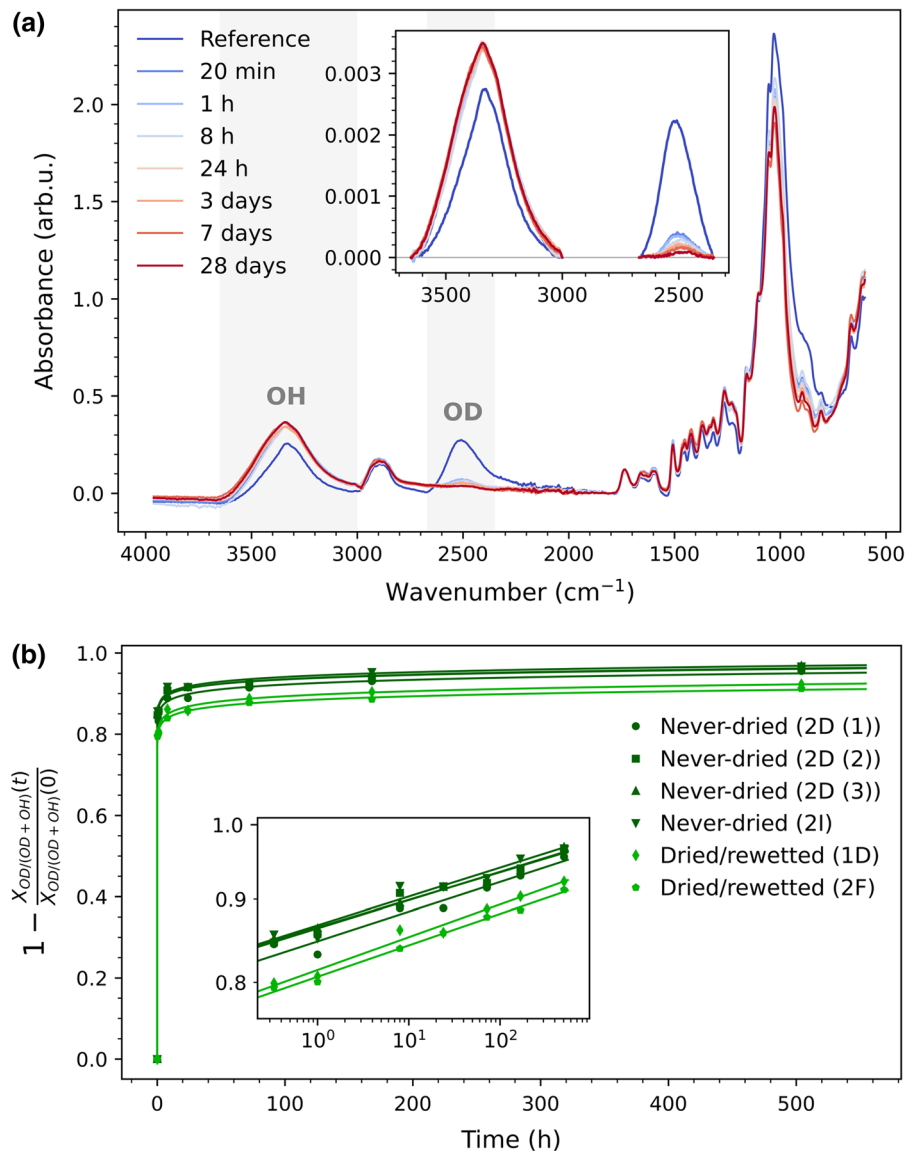 (a)
Absorbance (arb.u.)
2.0
1.5
1.0
0.5
0.0
Reference
20 min
1 h
8 h
24 h
3 days
7 days
28 days
0.003
0.002
0.001
0.000
3500 3000 2500
OH
OD
4000 3500 3000 2500 2000 1500 1000 500
Wavenumber (cm⁻¹)
(b)
1 − X_{OD/(OD + OH)}(t) / X_{OD/(OD + OH)}(0)
1.0
0.8
0.6
0.4
0.2
0.0
Never-dried (2D (1))
Never-dried (2D (2))
Never-dried (2D (3))
Never-dried (2I)
Dried/rewetted (1D)
Dried/rewetted (2F)
1.0
0.9
0.8
10⁰ 10¹ 10²
0 100 200 300 400 500
Time (h)